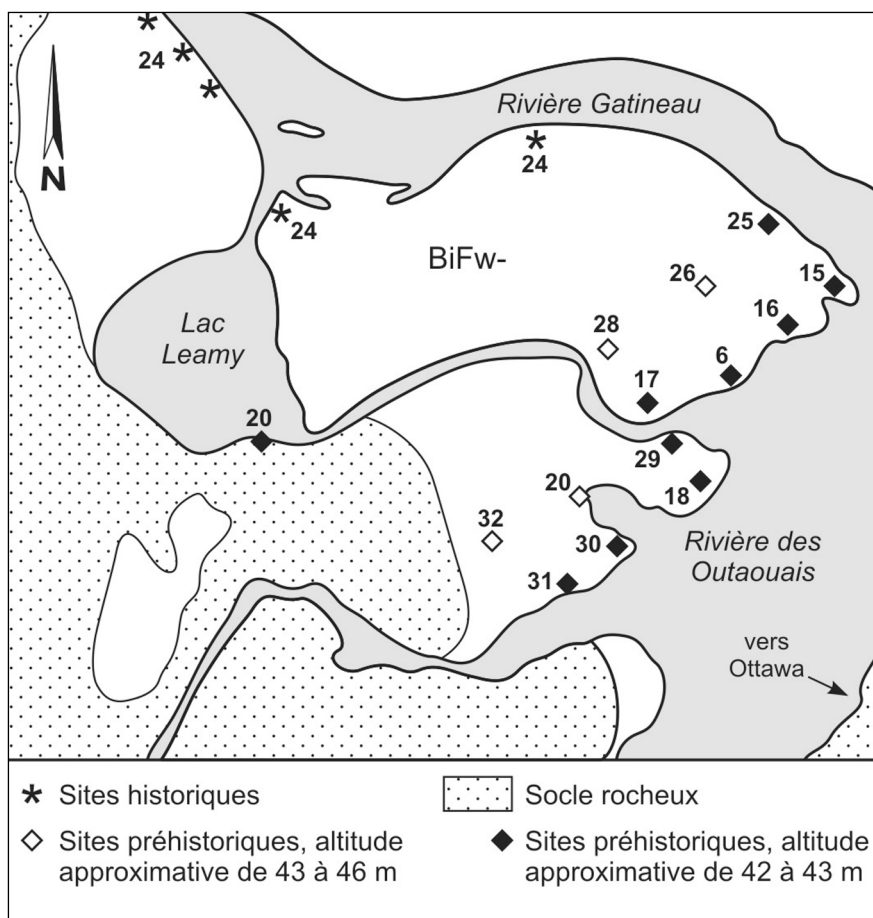 24
N
Rivière Gatineau
24
24
25
BiFw-
26
15
16
Lac
Leamy
28
6
17
20
29
20
18
32
30
Rivière des
Outaouais
31
vers
Ottawa
Sites historiques
Socle rocheux
Sites préhistoriques, altitude
approximative de 43 à 46 m
Sites préhistoriques, altitude
approximative de 42 à 43 m